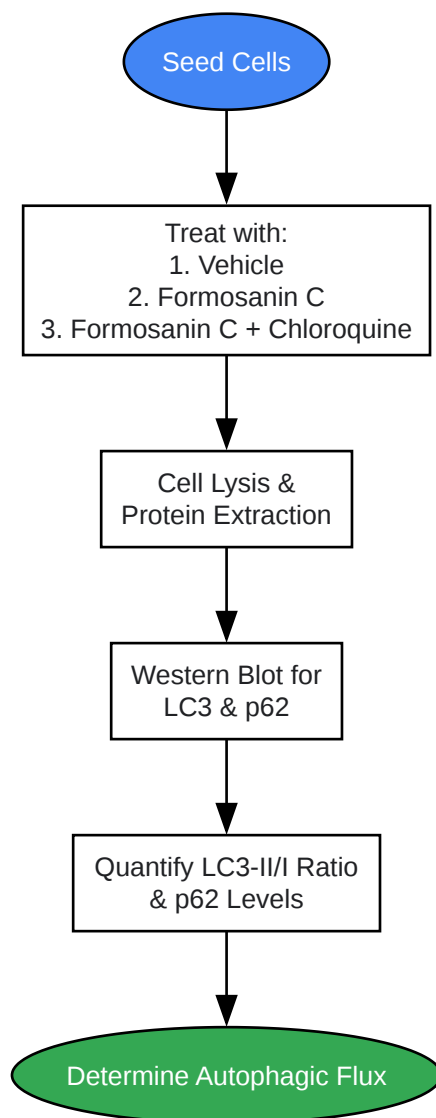 Seed Cells
Treat with:
1. Vehicle
2. Formosanin C
3. Formosanin C + Chloroquine
Cell Lysis &
Protein Extraction
Western Blot for
LC3 & p62
Quantify LC3-II/I Ratio
& p62 Levels
Determine Autophagic Flux